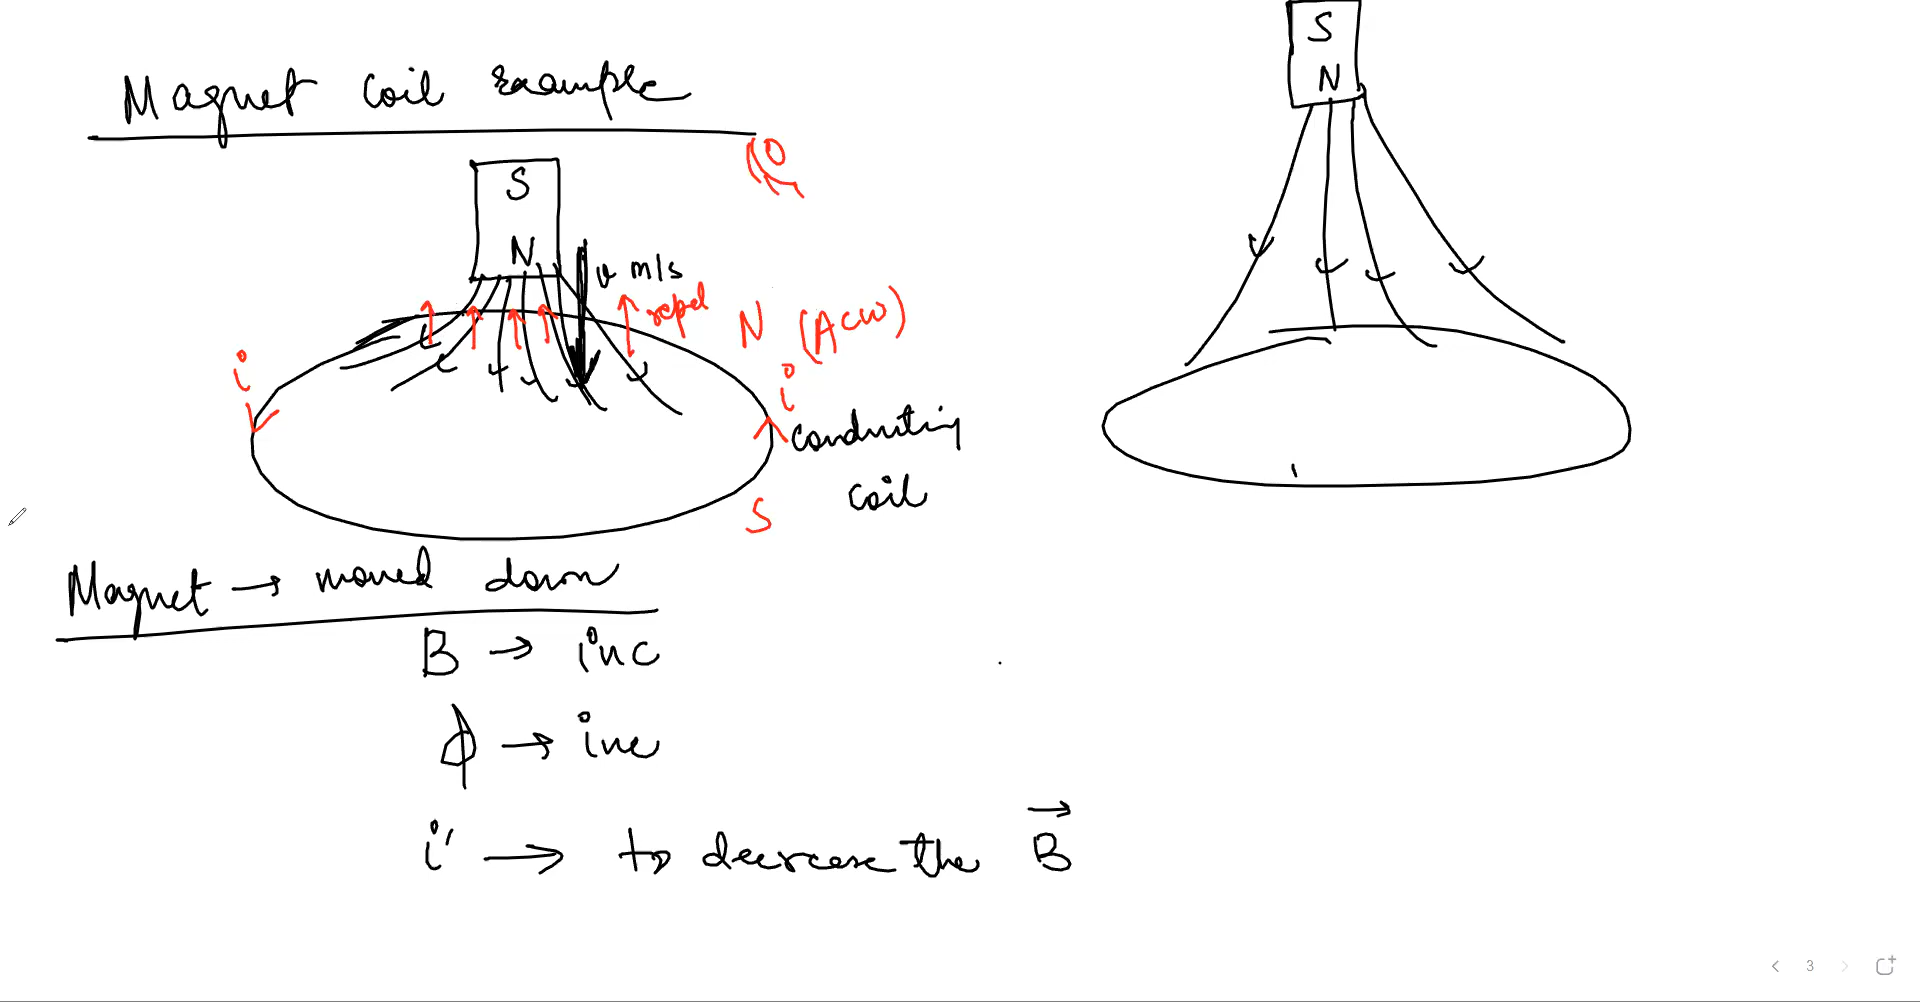 Magnet coil example
S
N
v m/s
repel
N (ACW)
i
i
conducting
coil
S
S
N
Magnet → moved down
B → inc
ϕ → inc
i' → to decrease the B⃗
3